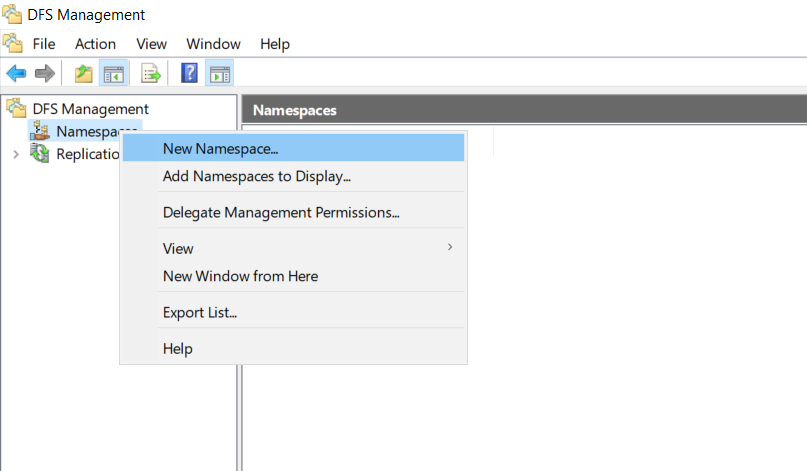 DFS Management
File Action View Window Help
DFS Management
Namespaces
Namespaces
Replicatio
New Namespace...
Add Namespaces to Display...
Delegate Management Permissions...
View
New Window from Here
Export List...
Help